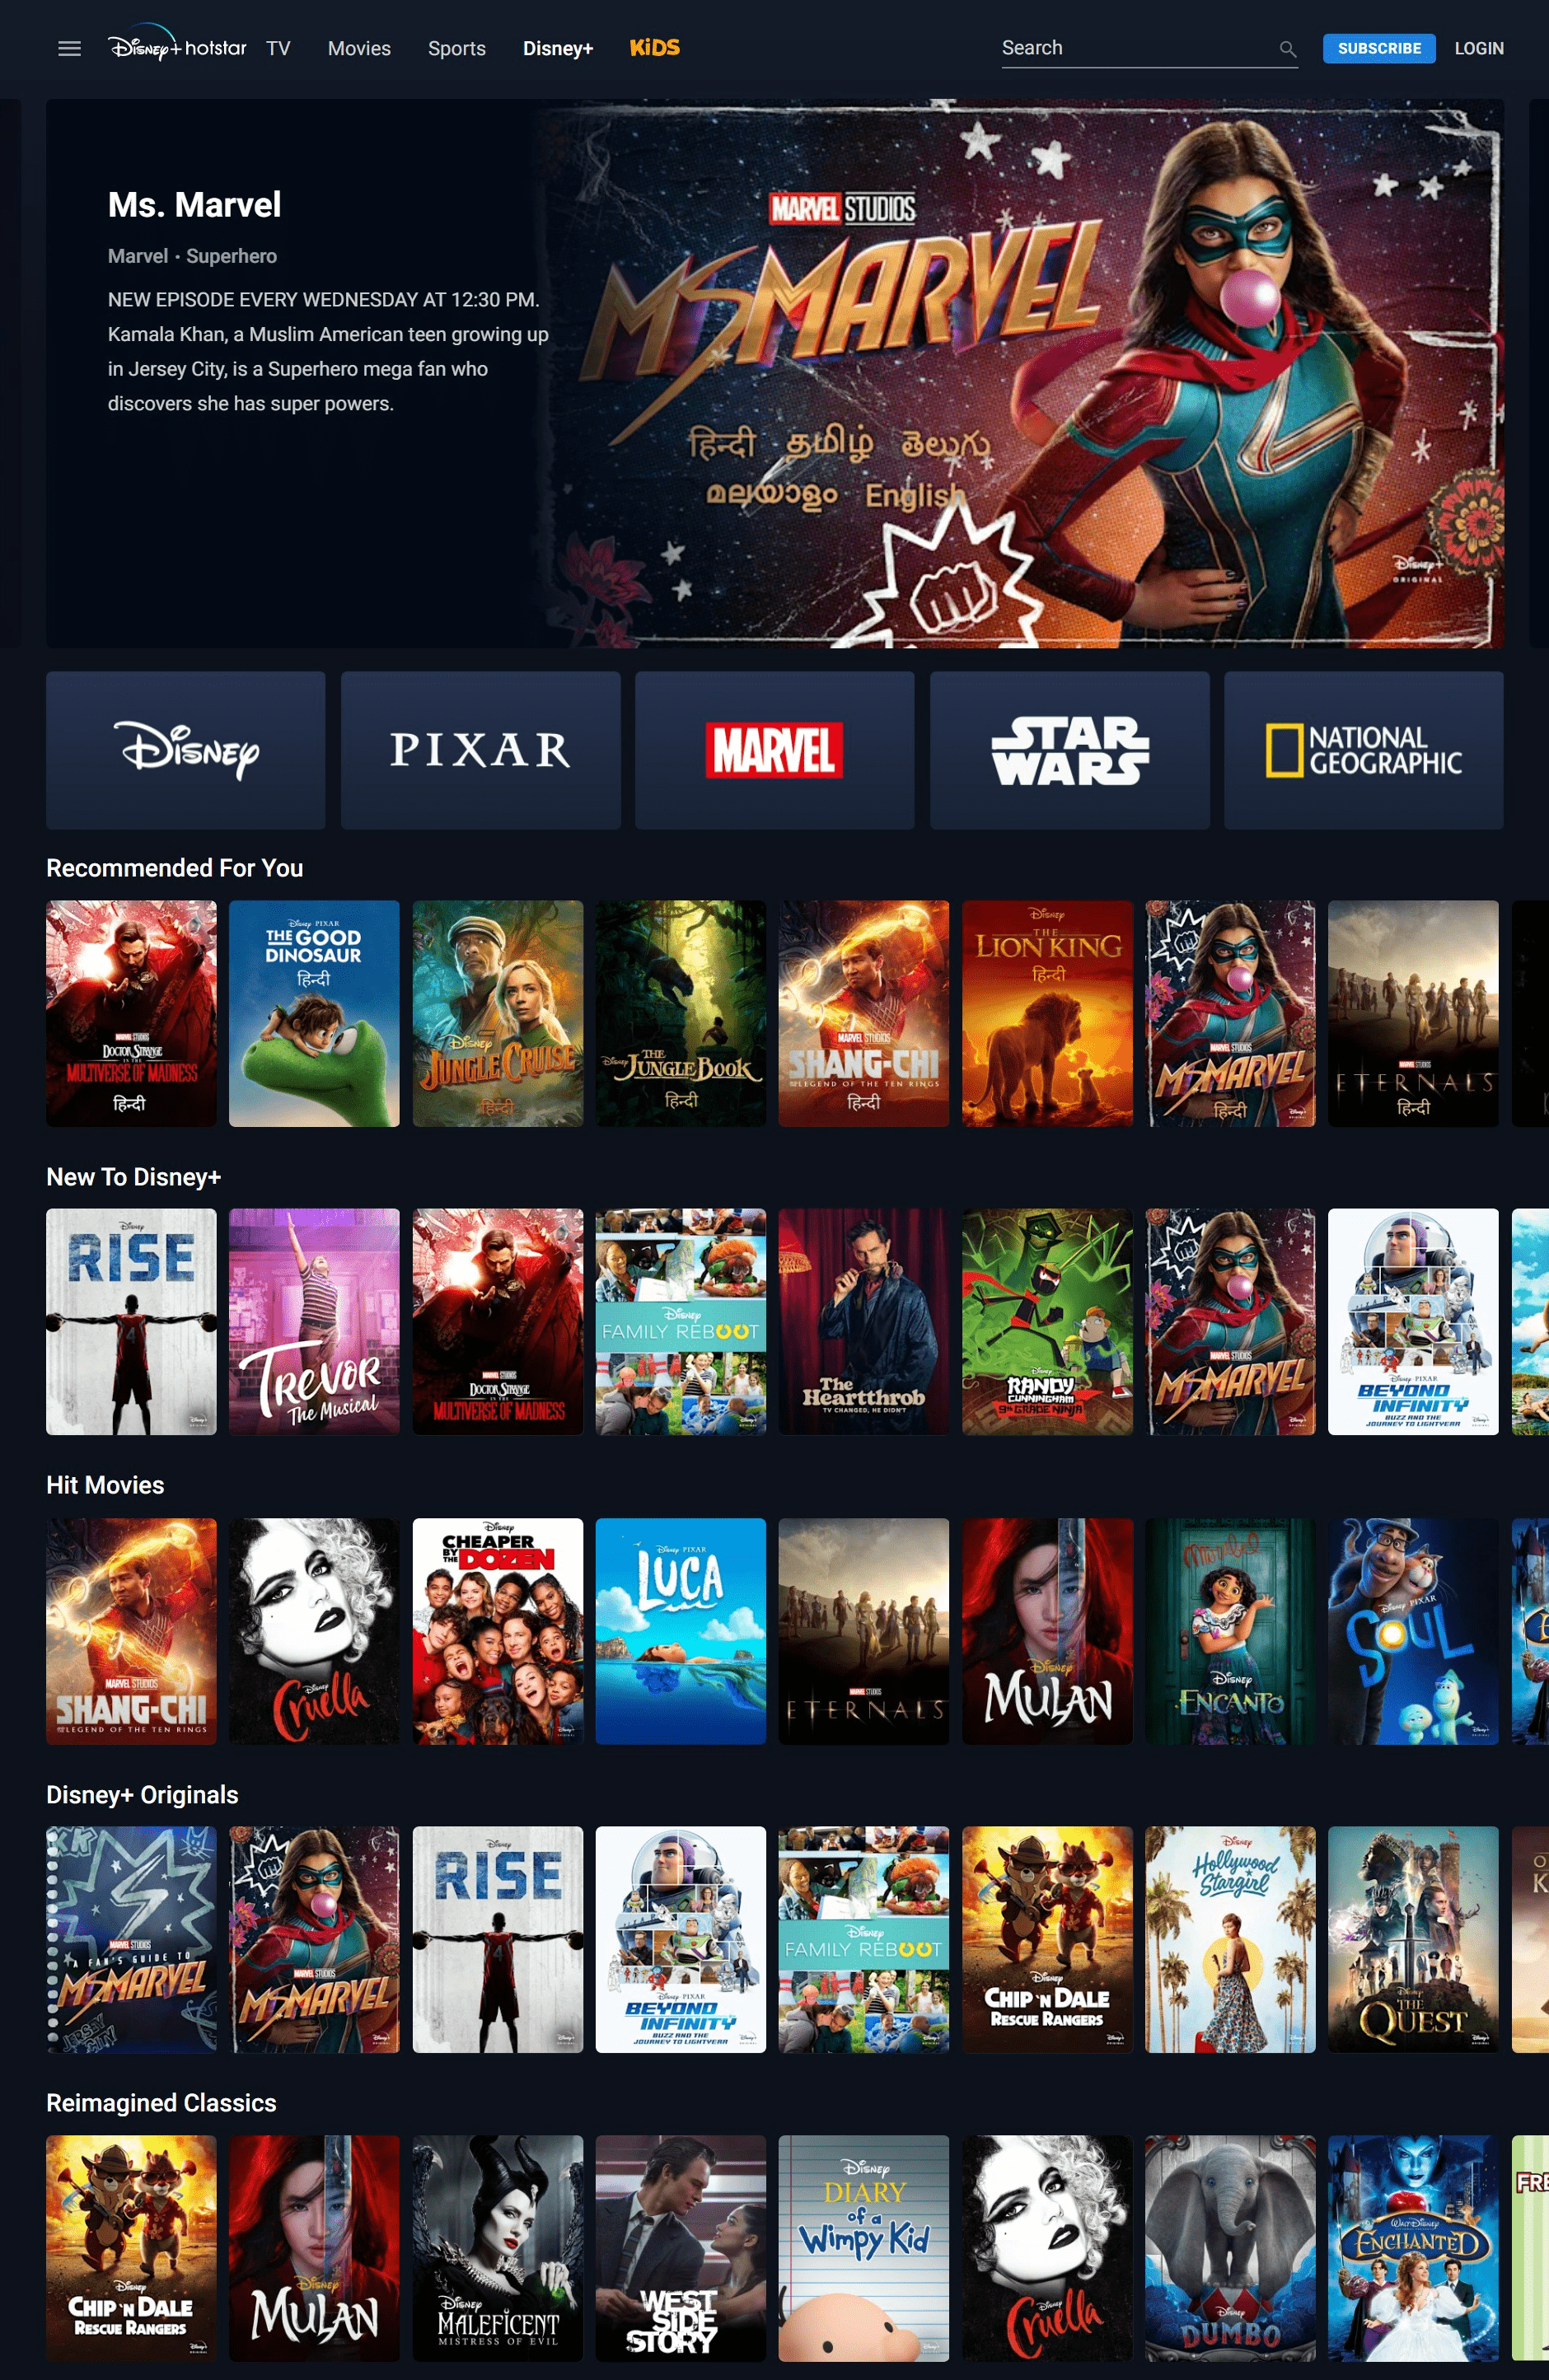 Disney+ hotstar TV Movies Sports Disney+ KiDS Search SUBSCRIBE LOGIN
Ms. Marvel
Marvel • Superhero
NEW EPISODE EVERY WEDNESDAY AT 12:30 PM.
Kamala Khan, a Muslim American teen growing up
in Jersey City, is a Superhero mega fan who
discovers she has super powers.
MARVEL STUDIOS
MS MARVEL
हिन्दी தமிழ் తెలుగు
മലയാളം English
Disney+
ORIGINAL
Disney
PIXAR
MARVEL
STAR
WARS
NATIONAL
GEOGRAPHIC
Recommended For You
MARVEL STUDIOS
DOCTOR STRANGE
IN THE
MULTIVERSE OF MADNESS
हिन्दी
Disney PIXAR
THE GOOD
DINOSAUR
हिन्दी
Disney
JUNGLE CRUISE
हिन्दी
Disney
THE
JUNGLE BOOK
हिन्दी
MARVEL STUDIOS
SHANG-CHI
LEGEND OF THE TEN RINGS
हिन्दी
Disney
THE
LION KING
हिन्दी
MARVEL STUDIOS
MS MARVEL
हिन्दी
MARVEL STUDIOS
ETERNALS
हिन्दी
New To Disney+
Disney
RISE
TREVOR
The Musical
MARVEL STUDIOS
DOCTOR STRANGE
IN THE
MULTIVERSE OF MADNESS
Disney
FAMILY REBOOT
The
Heartthrob
TV CHANGED, HE DIDN'T
Disney
RANDY
CUNNINGHAM
9TH GRADE NINJA
MARVEL STUDIOS
MS MARVEL
Disney PIXAR
BEYOND
INFINITY
BUZZ AND THE
JOURNEY TO LIGHTYEAR
Hit Movies
MARVEL STUDIOS
SHANG-CHI
LEGEND OF THE TEN RINGS
Disney
Cruella
Disney
CHEAPER
BY THE DOZEN
Disney PIXAR
LUCA
MARVEL STUDIOS
ETERNALS
Disney
MULAN
Mirabel
Disney
ENCANTO
Disney PIXAR
SOUL
Disney+ Originals
MARVEL STUDIOS
A FAN'S GUIDE TO
MS MARVEL
JERSEY
CITY
MARVEL STUDIOS
MS MARVEL
Disney
RISE
4
Disney PIXAR
BEYOND
INFINITY
BUZZ AND THE
JOURNEY TO LIGHTYEAR
Disney
FAMILY REBOOT
Disney
CHIP 'N DALE
RESCUE RANGERS
Disney
Hollywood
Stargirl
Disney
THE
QUEST
Reimagined Classics
Disney
CHIP 'N DALE
RESCUE RANGERS
Disney
MULAN
Disney
MALEFICENT
MISTRESS OF EVIL
WEST
SIDE
STORY
Disney
DIARY
of a
Wimpy Kid
Disney
Cruella
Disney
DUMBO
WALT DISNEY
ENCHANTED
FRE